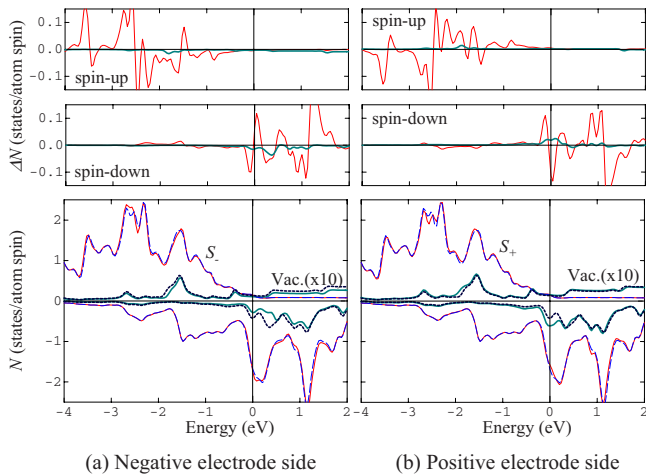 ΔN (states/atom spin)
0.1
0.0
-0.1
spin-up
spin-up
0.1
0.0
-0.1
spin-down
spin-down
N (states/atom spin)
2
1
0
-1
-2
S-
Vac.(x10)
S+
Vac.(x10)
-4 -3 -2 -1 0 1 2
-4 -3 -2 -1 0 1 2
Energy (eV)
Energy (eV)
(a) Negative electrode side
(b) Positive electrode side